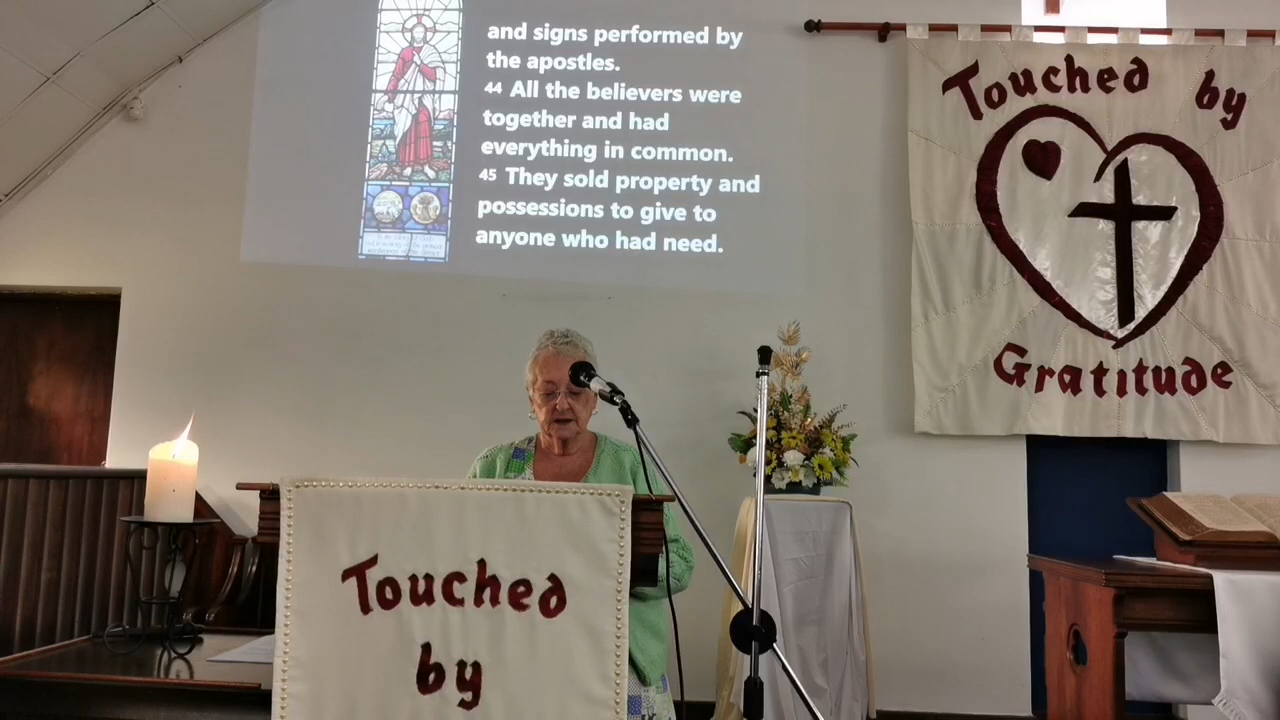 and signs performed by
the apostles.
44 All the believers were
together and had
everything in common.
45 They sold property and
possessions to give to
anyone who had need.
Touched by
Gratitude
Touched
by